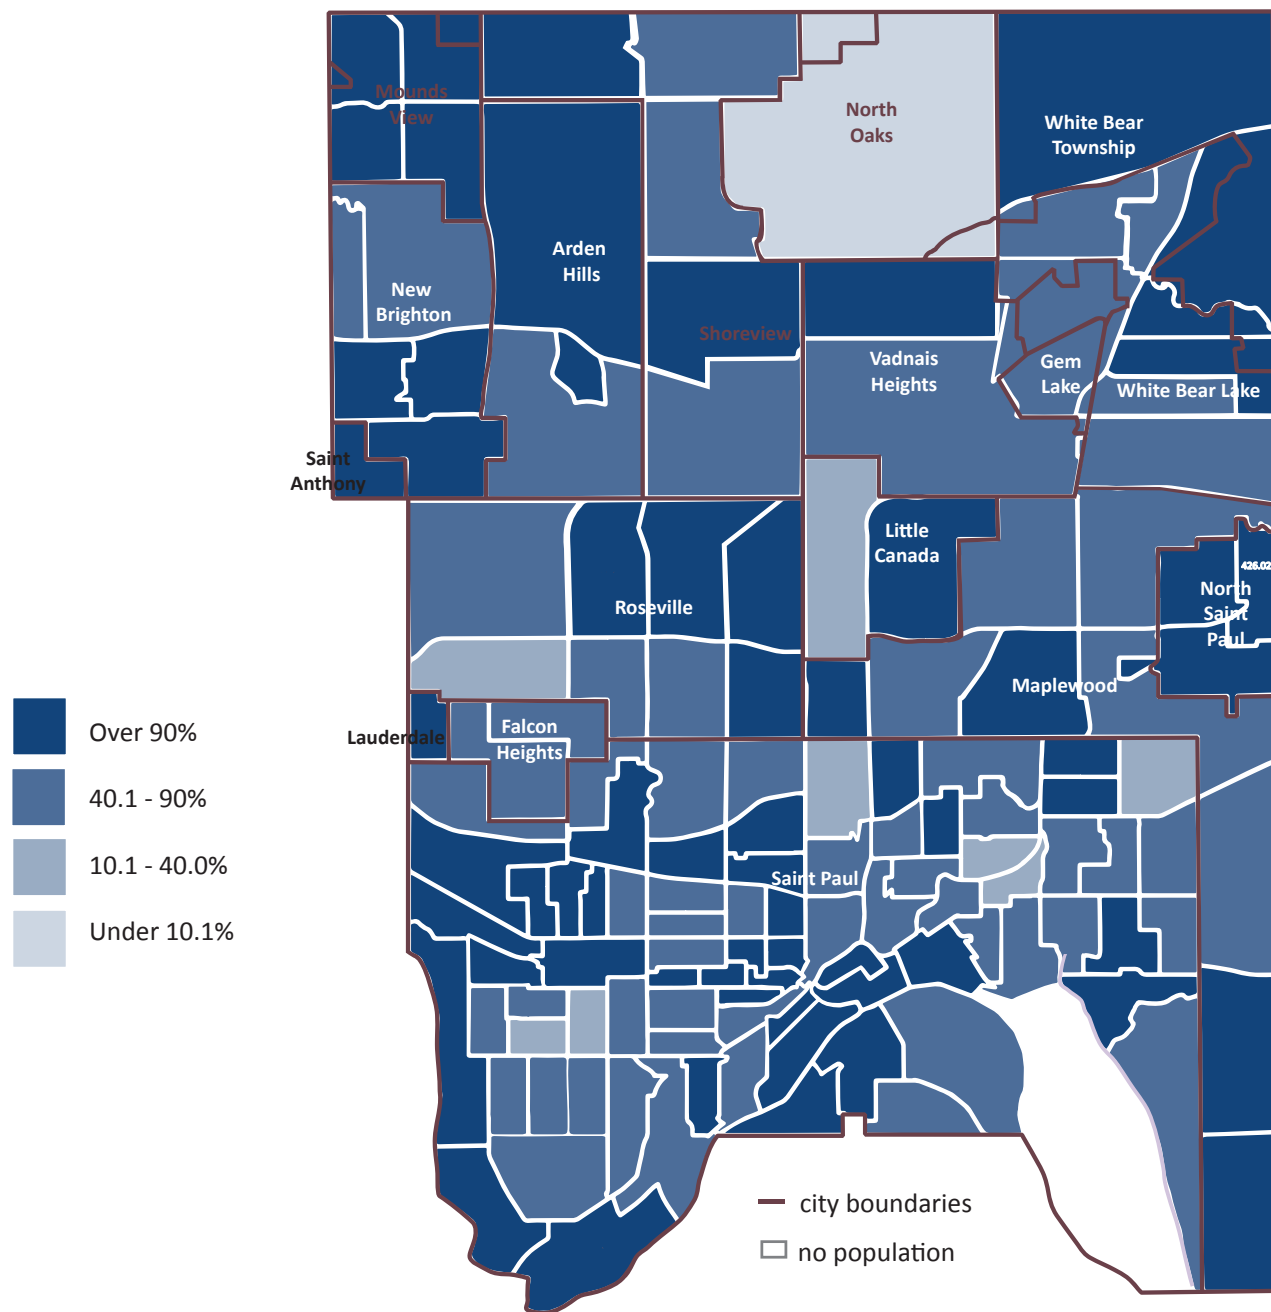 Mounds
View
North
Oaks
White Bear
Township
Arden
Hills
New
Brighton
Shoreview
Vadnais
Heights
Gem
Lake
White Bear Lake
Saint
Anthony
Little
Canada
426.02
North
Saint
Paul
Roseville
Maplewood
Lauderdale
Falcon
Heights
Saint Paul
Over 90%
40.1 - 90%
10.1 - 40.0%
Under 10.1%
city boundaries
no population